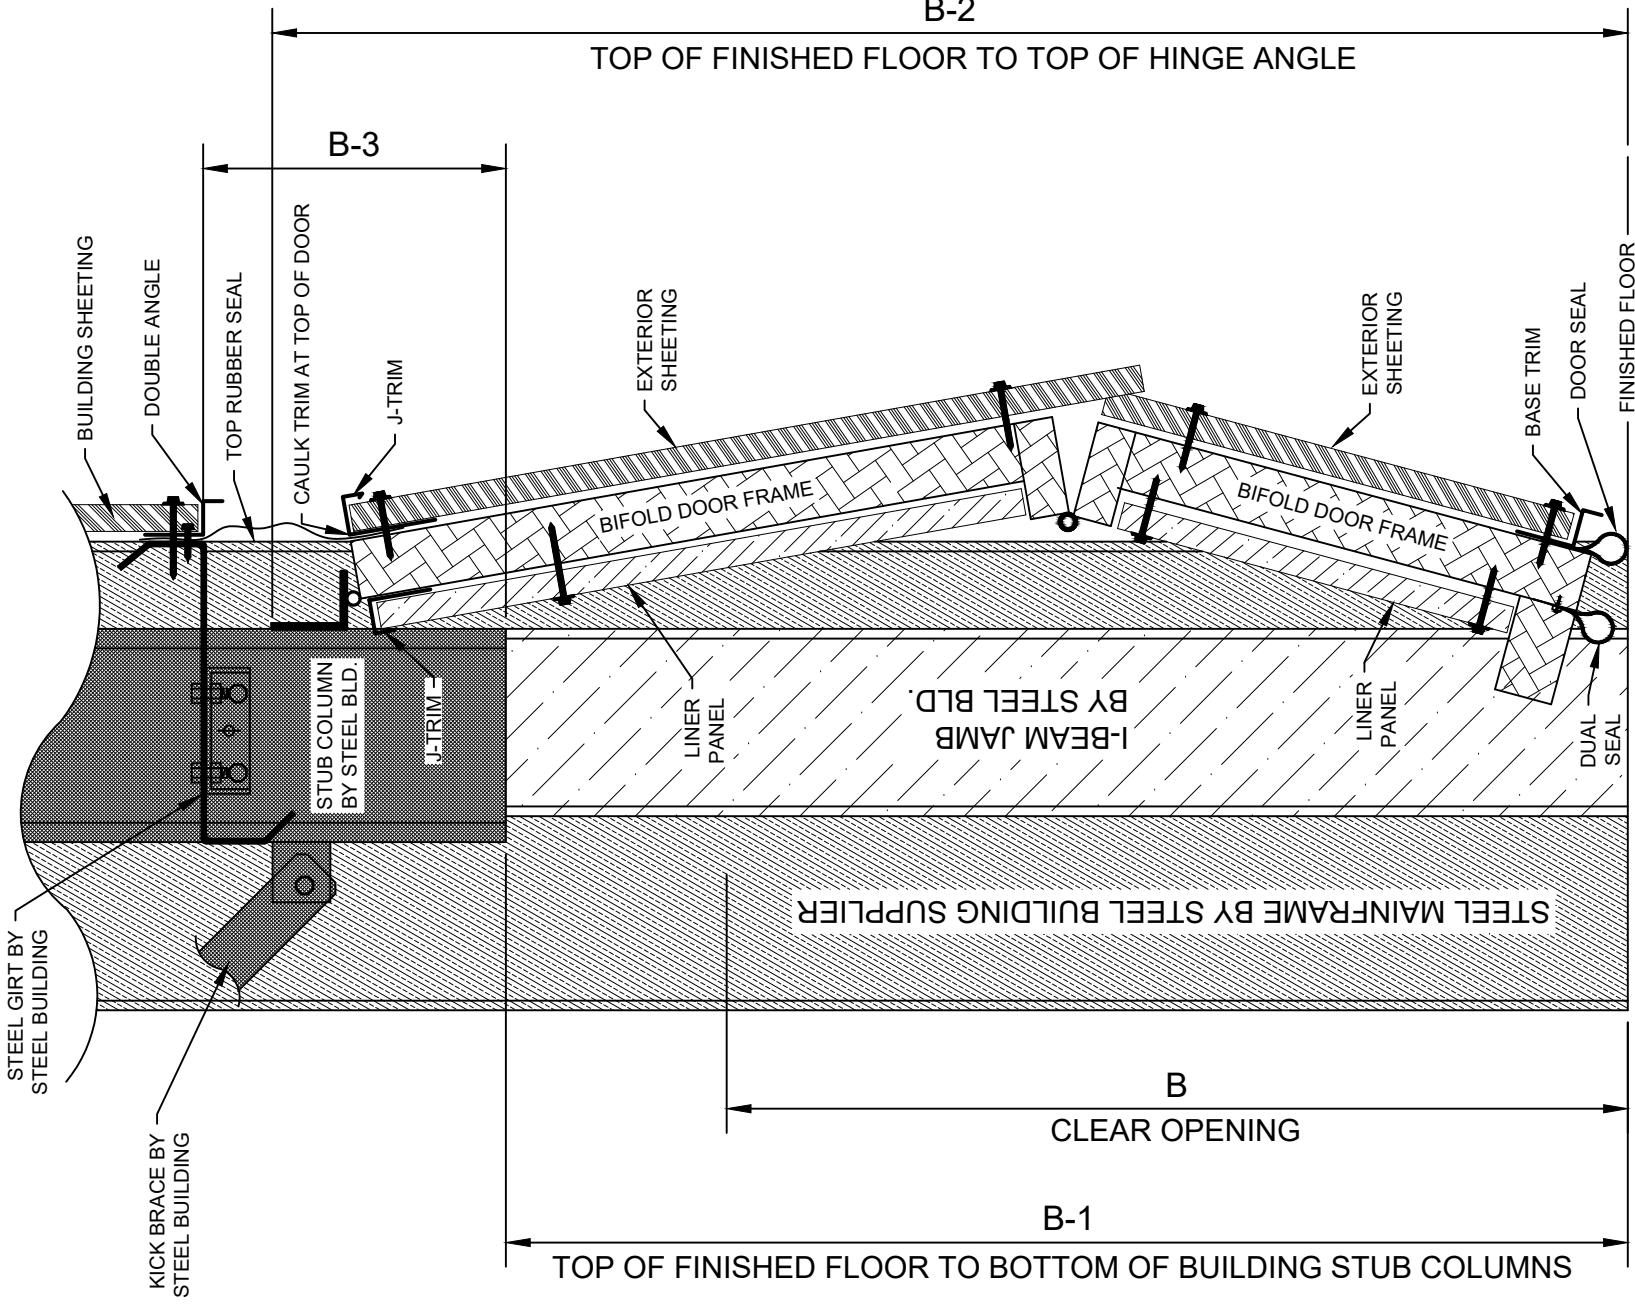 B-2
TOP OF FINISHED FLOOR TO TOP OF HINGE ANGLE
B-3
BUILDING SHEETING
DOUBLE ANGLE
TOP RUBBER SEAL
CAULK TRIM AT TOP OF DOOR
J-TRIM
EXTERIOR
SHEETING
EXTERIOR
SHEETING
BASE TRIM
DOOR SEAL
FINISHED FLOOR
BIFOLD DOOR FRAME
BIFOLD DOOR FRAME
STUB COLUMN
BY STEEL BLD.
J-TRIM
LINER
PANEL
I-BEAM JAMB
BY STEEL BLD.
LINER
PANEL
DUAL
SEAL
STEEL MAINFRAME BY STEEL BUILDING SUPPLIER
STEEL GIRT BY
STEEL BUILDING
KICK BRACE BY
STEEL BUILDING
B
CLEAR OPENING
B-1
TOP OF FINISHED FLOOR TO BOTTOM OF BUILDING STUB COLUMNS